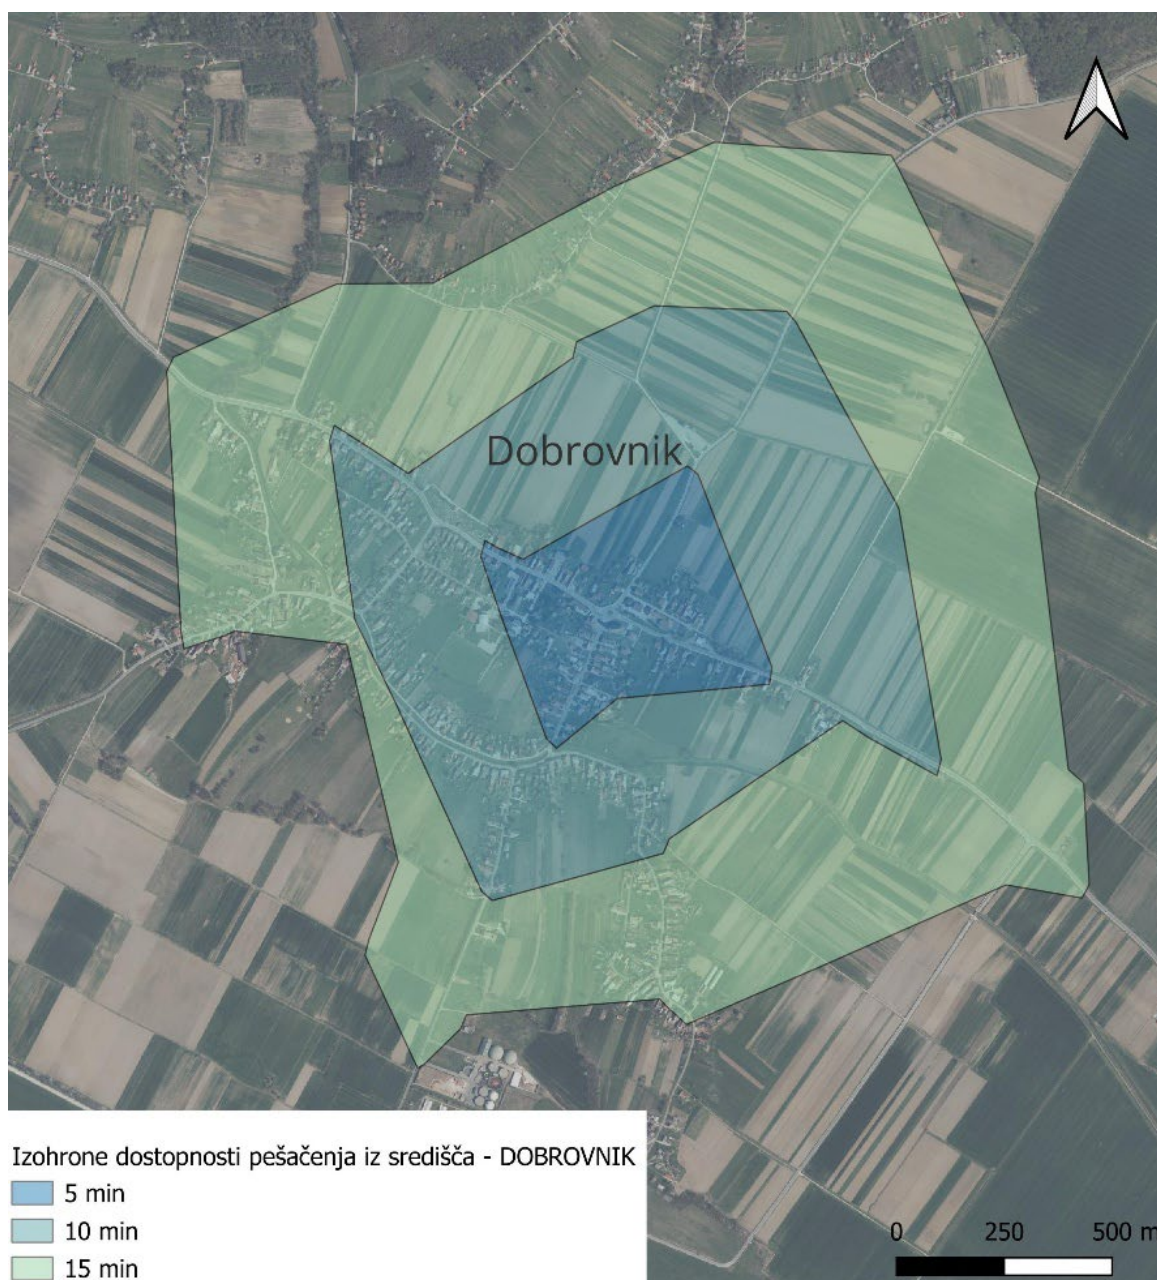 Dobrovnik
Izohrone dostopnosti pešačenja iz središča - DOBROVNIK
5 min
10 min
15 min
0 250 500 m